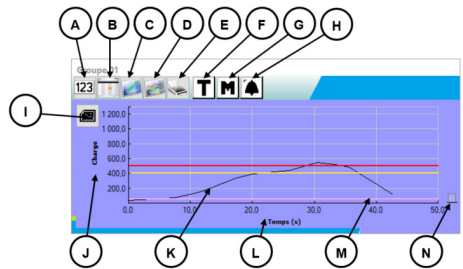 A B C D E F G H
Groupe 01
123 T M
I
1 200,0
1 000,0
800,0
600,0
400,0
200,0
Charge
0,0 10,0 20,0 30,0 40,0 50,0
Temps (s)
J K L M N